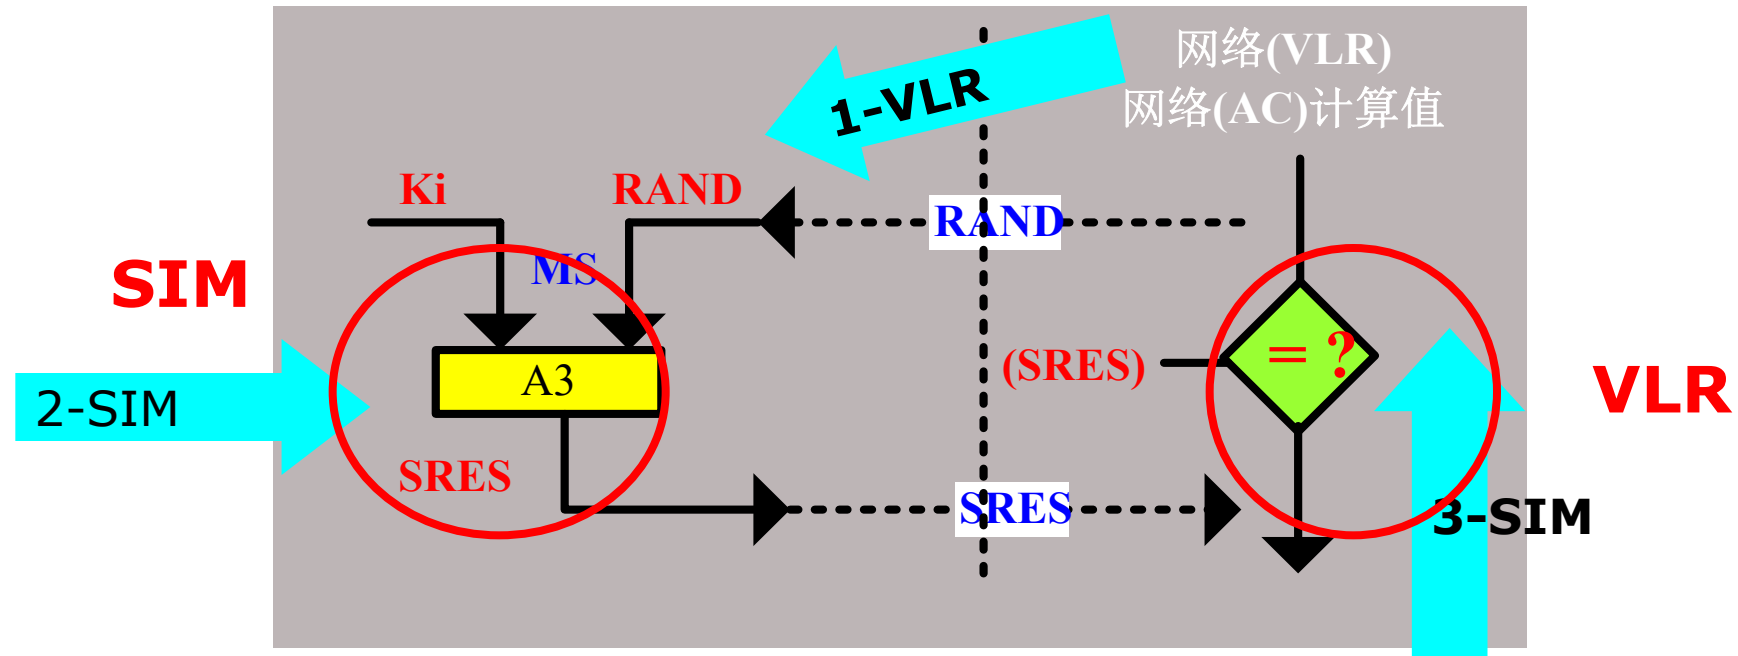 网络(VLR)
网络(AC)计算值
1-VLR
Ki
RAND
RAND
MS
SIM
A3
(SRES)
= ?
VLR
2-SIM
SRES
SRES
3-SIM